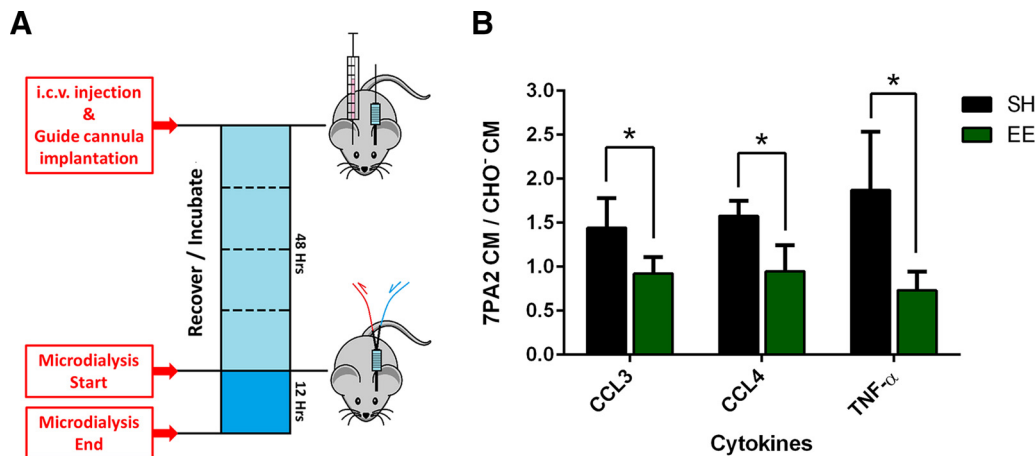 A
i.c.v. injection
&
Guide cannula
implantation
Recover / Incubate
48 Hrs
Microdialysis
Start
12 Hrs
Microdialysis
End
B
7PA2 CM / CHO⁻ CM
3.0
2.5
2.0
1.5
1.0
0.5
0.0
*
*
*
SH
EE
CCL3
CCL4
TNF-α
Cytokines